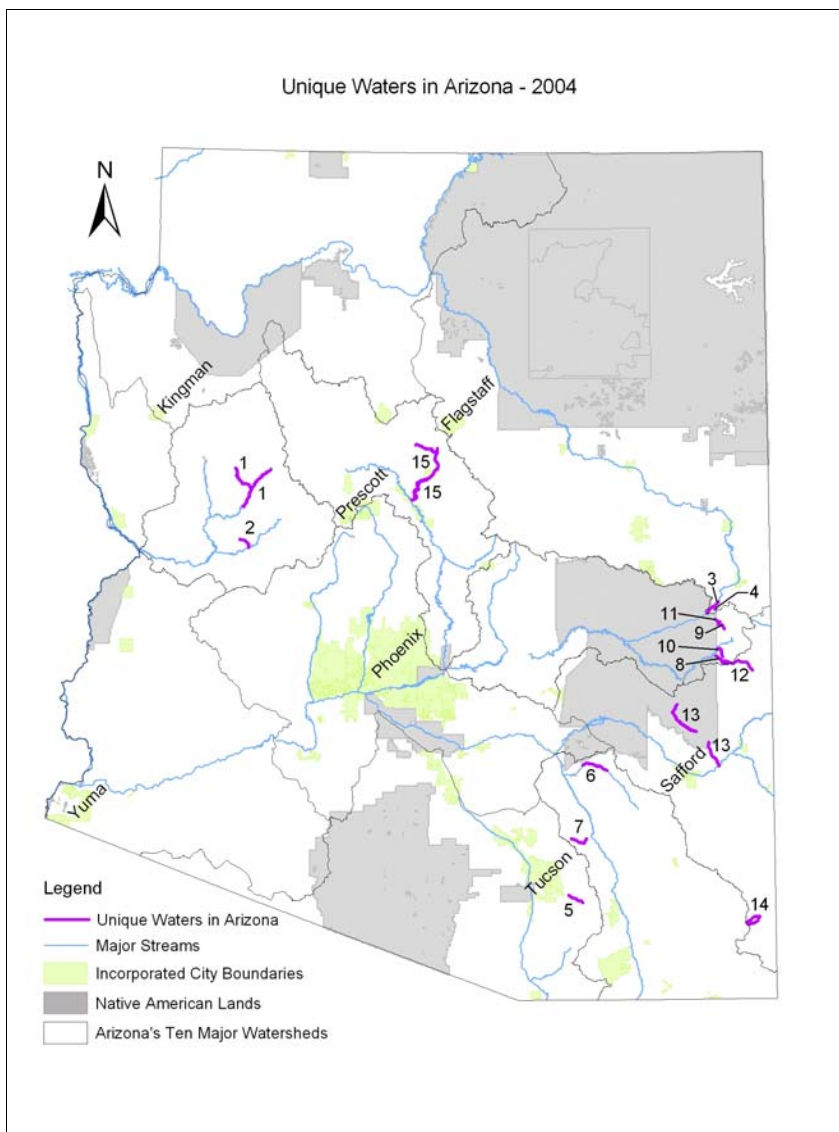 Unique Waters in Arizona - 2004
N
Kingman
Flagstaff
1
15
1
15
Prescott
2
3
4
11
9
10
8
12
Phoenix
13
13
Safford
6
Yuma
7
Tucson
5
14
Legend
Unique Waters in Arizona
Major Streams
Incorporated City Boundaries
Native American Lands
Arizona's Ten Major Watersheds